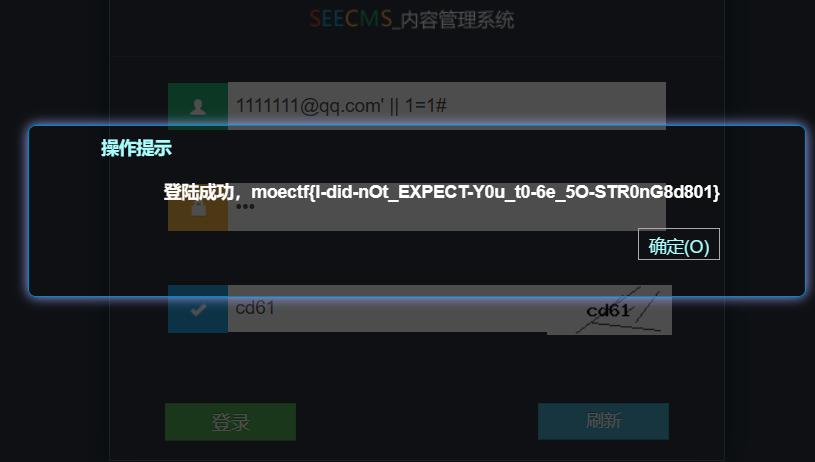 SEECMS_内容管理系统
1111111@qq.com' || 1=1#
操作提示
登陆成功，moectf{I-did-nOt_EXPECT-Y0u_t0-6e_5O-STR0nG8d801}
•••
确定(O)
cd61
cd61
登录
刷新